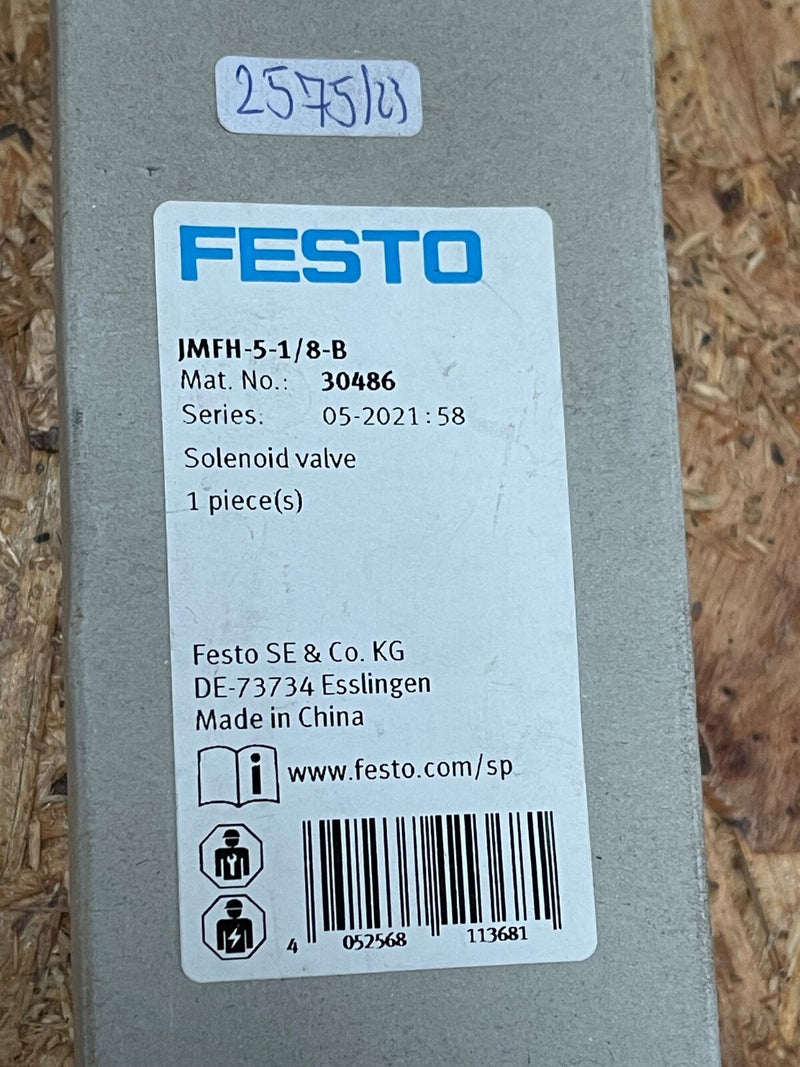 2575/23
FESTO
JMFH-5-1/8-B
Mat. No.: 30486
Series: 05-2021:58
Solenoid valve
1 piece(s)
Festo SE & Co. KG
DE-73734 Esslingen
Made in China
i www.festo.com/sp
4 052568 113681